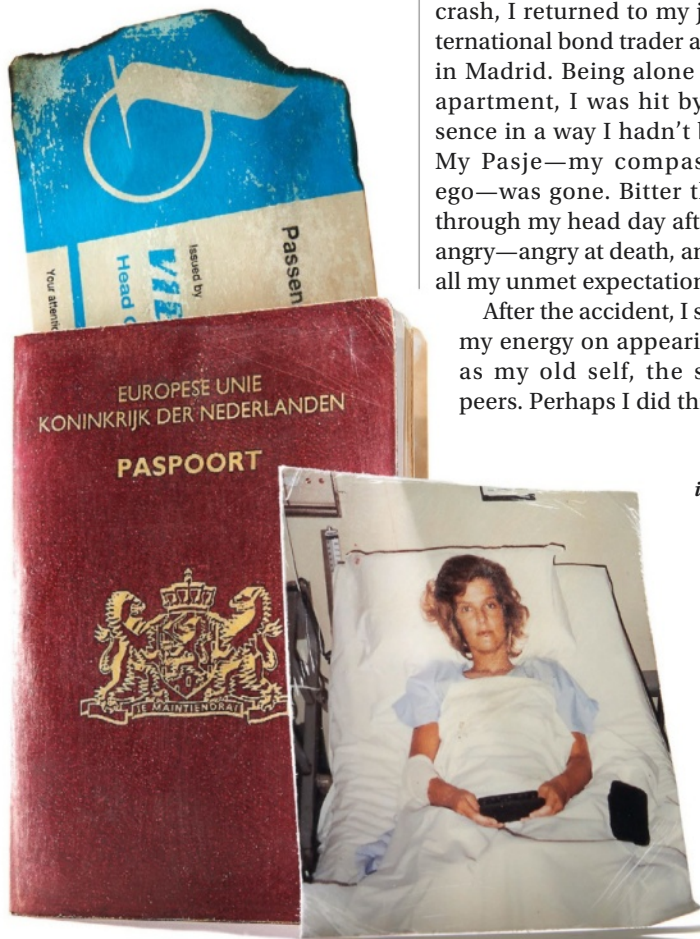 crash, I returned to my j
ternational bond trader a
in Madrid. Being alone
apartment, I was hit by
sence in a way I hadn't b
My Pasje—my compas
ego—was gone. Bitter t
through my head day aft
angry—angry at death, an
all my unmet expectation
After the accident, I s
my energy on appeari
as my old self, the s
peers. Perhaps I did th
i
Passen
Issued by
VIE
Head o
Your attentio
EUROPESE UNIE
KONINKRIJK DER NEDERLANDEN
PASPOORT
JE MAINTIENDRAI